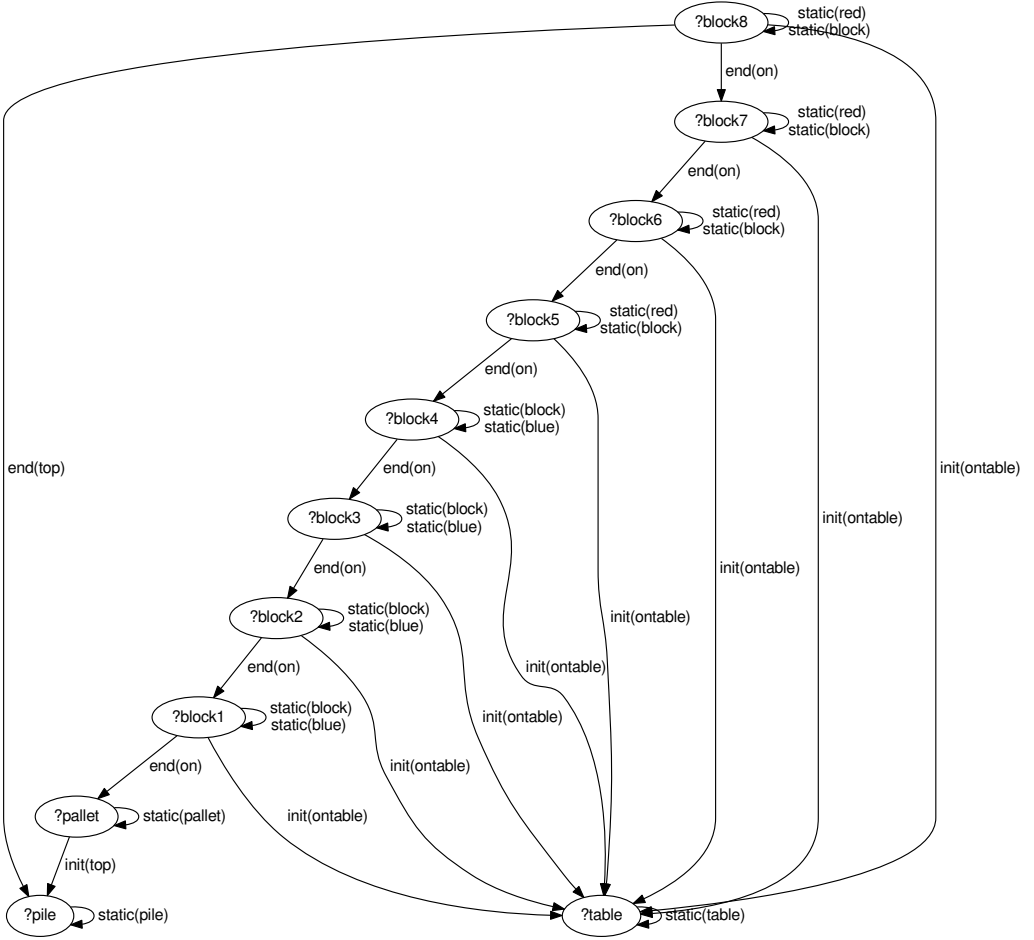 ?block8
static(red)
static(block)
end(on)
?block7
static(red)
static(block)
end(on)
?block6
static(red)
static(block)
end(on)
?block5
static(red)
static(block)
end(on)
?block4
static(block)
static(blue)
end(top)
end(on)
init(ontable)
?block3
static(block)
static(blue)
init(ontable)
end(on)
init(ontable)
?block2
static(block)
static(blue)
init(ontable)
end(on)
init(ontable)
?block1
static(block)
static(blue)
init(ontable)
end(on)
init(ontable)
?pallet
static(pallet)
init(ontable)
init(top)
?pile
static(pile)
?table
static(table)